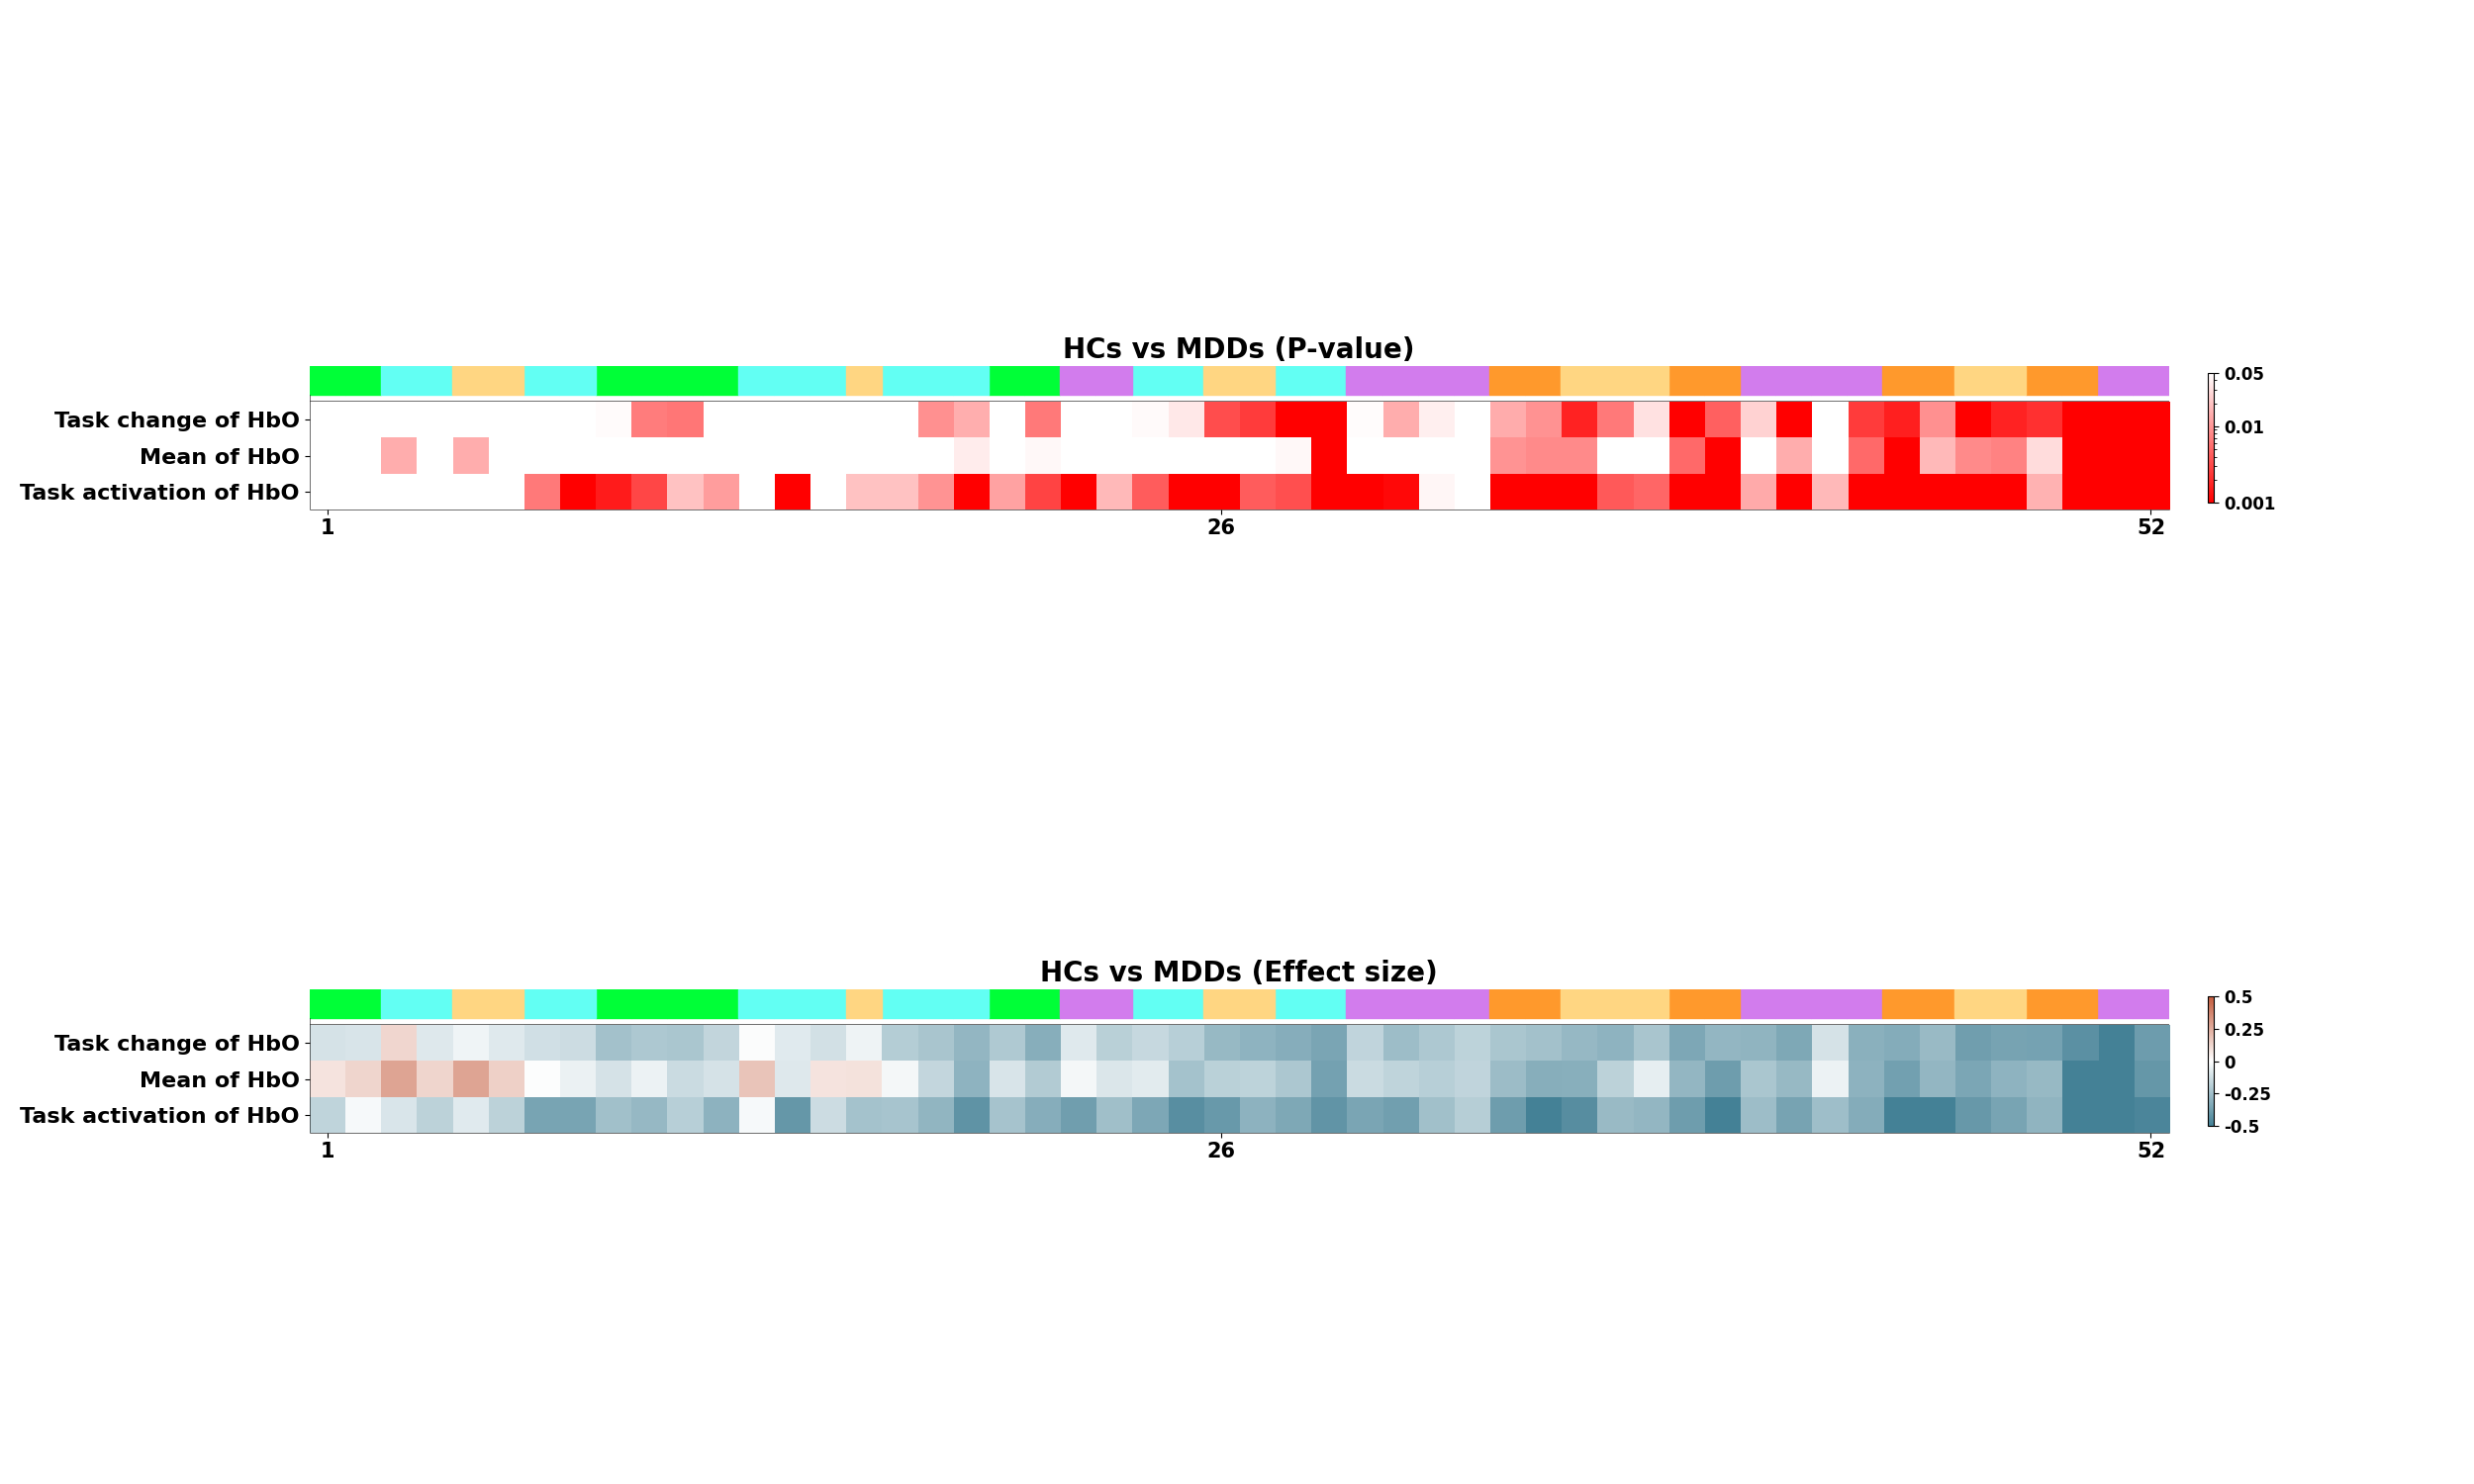 HCs vs MDDs (P-value)
Task change of HbO
Mean of HbO
Task activation of HbO
1 26 52
0.05
0.01
0.001
HCs vs MDDs (Effect size)
Task change of HbO
Mean of HbO
Task activation of HbO
1 26 52
0.5
0.25
0
-0.25
-0.5